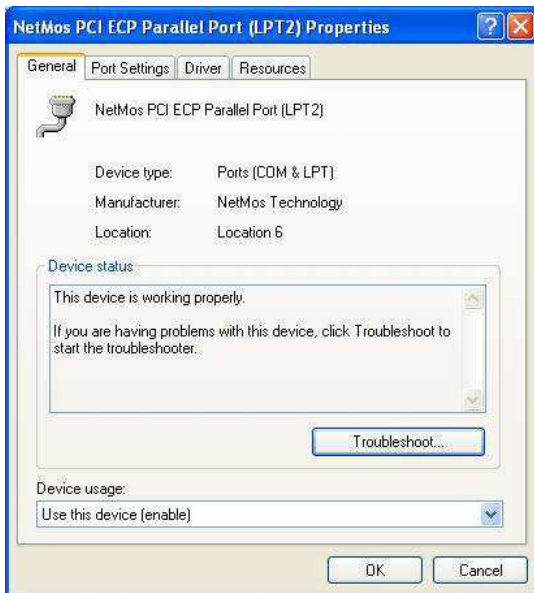 NetMos PCI ECP Parallel Port (LPT2) Properties
General Port Settings Driver Resources
NetMos PCI ECP Parallel Port (LPT2)
Device type: Ports (COM & LPT)
Manufacturer: NetMos Technology
Location: Location 6
Device status
This device is working properly.
If you are having problems with this device, click Troubleshoot to
start the troubleshooter.
Troubleshoot...
Device usage:
Use this device (enable)
OK Cancel